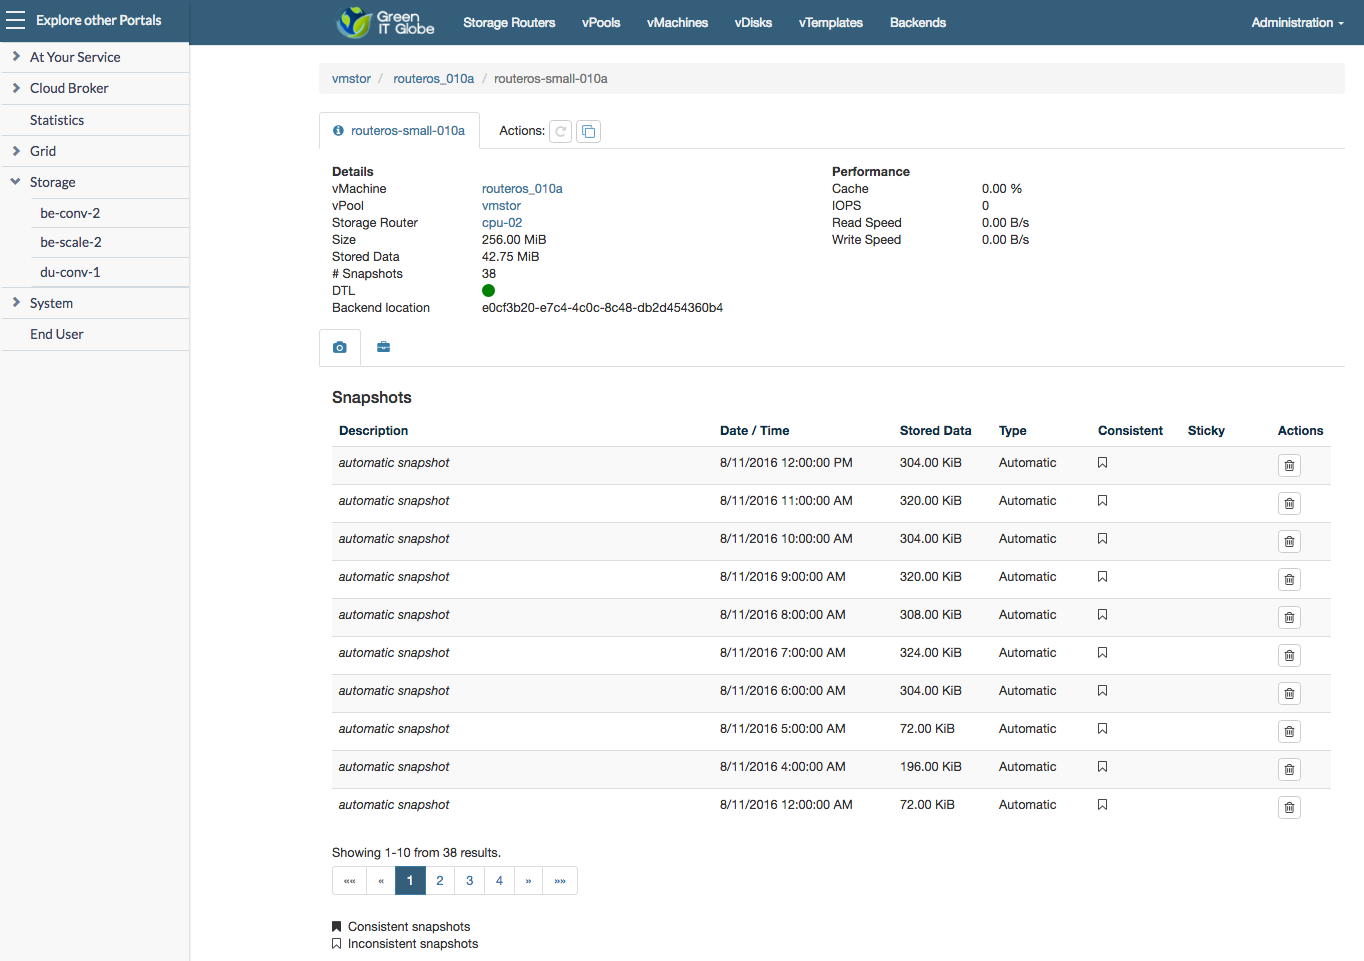 Explore other Portals
Green IT Globe
Storage Routers vPools vMachines vDisks vTemplates Backends Administration
At Your Service
Cloud Broker
Statistics
Grid
Storage
be-conv-2
be-scale-2
du-conv-1
System
End User
vmstor / routeros_010a / routeros-small-010a
routeros-small-010a Actions:
Details
vMachine routeros_010a
vPool vmstor
Storage Router cpu-02
Size 256.00 MiB
Stored Data 42.75 MiB
# Snapshots 38
DTL
Backend location e0cf3b20-e7c4-4c0c-8c48-db2d454360b4
Performance
Cache 0.00 %
IOPS 0
Read Speed 0.00 B/s
Write Speed 0.00 B/s
Snapshots
Description Date / Time Stored Data Type Consistent Sticky Actions
automatic snapshot 8/11/2016 12:00:00 PM 304.00 KiB Automatic
automatic snapshot 8/11/2016 11:00:00 AM 320.00 KiB Automatic
automatic snapshot 8/11/2016 10:00:00 AM 304.00 KiB Automatic
automatic snapshot 8/11/2016 9:00:00 AM 320.00 KiB Automatic
automatic snapshot 8/11/2016 8:00:00 AM 308.00 KiB Automatic
automatic snapshot 8/11/2016 7:00:00 AM 324.00 KiB Automatic
automatic snapshot 8/11/2016 6:00:00 AM 304.00 KiB Automatic
automatic snapshot 8/11/2016 5:00:00 AM 72.00 KiB Automatic
automatic snapshot 8/11/2016 4:00:00 AM 196.00 KiB Automatic
automatic snapshot 8/11/2016 12:00:00 AM 72.00 KiB Automatic
Showing 1-10 from 38 results.
«« « 1 2 3 4 » »»
Consistent snapshots
Inconsistent snapshots